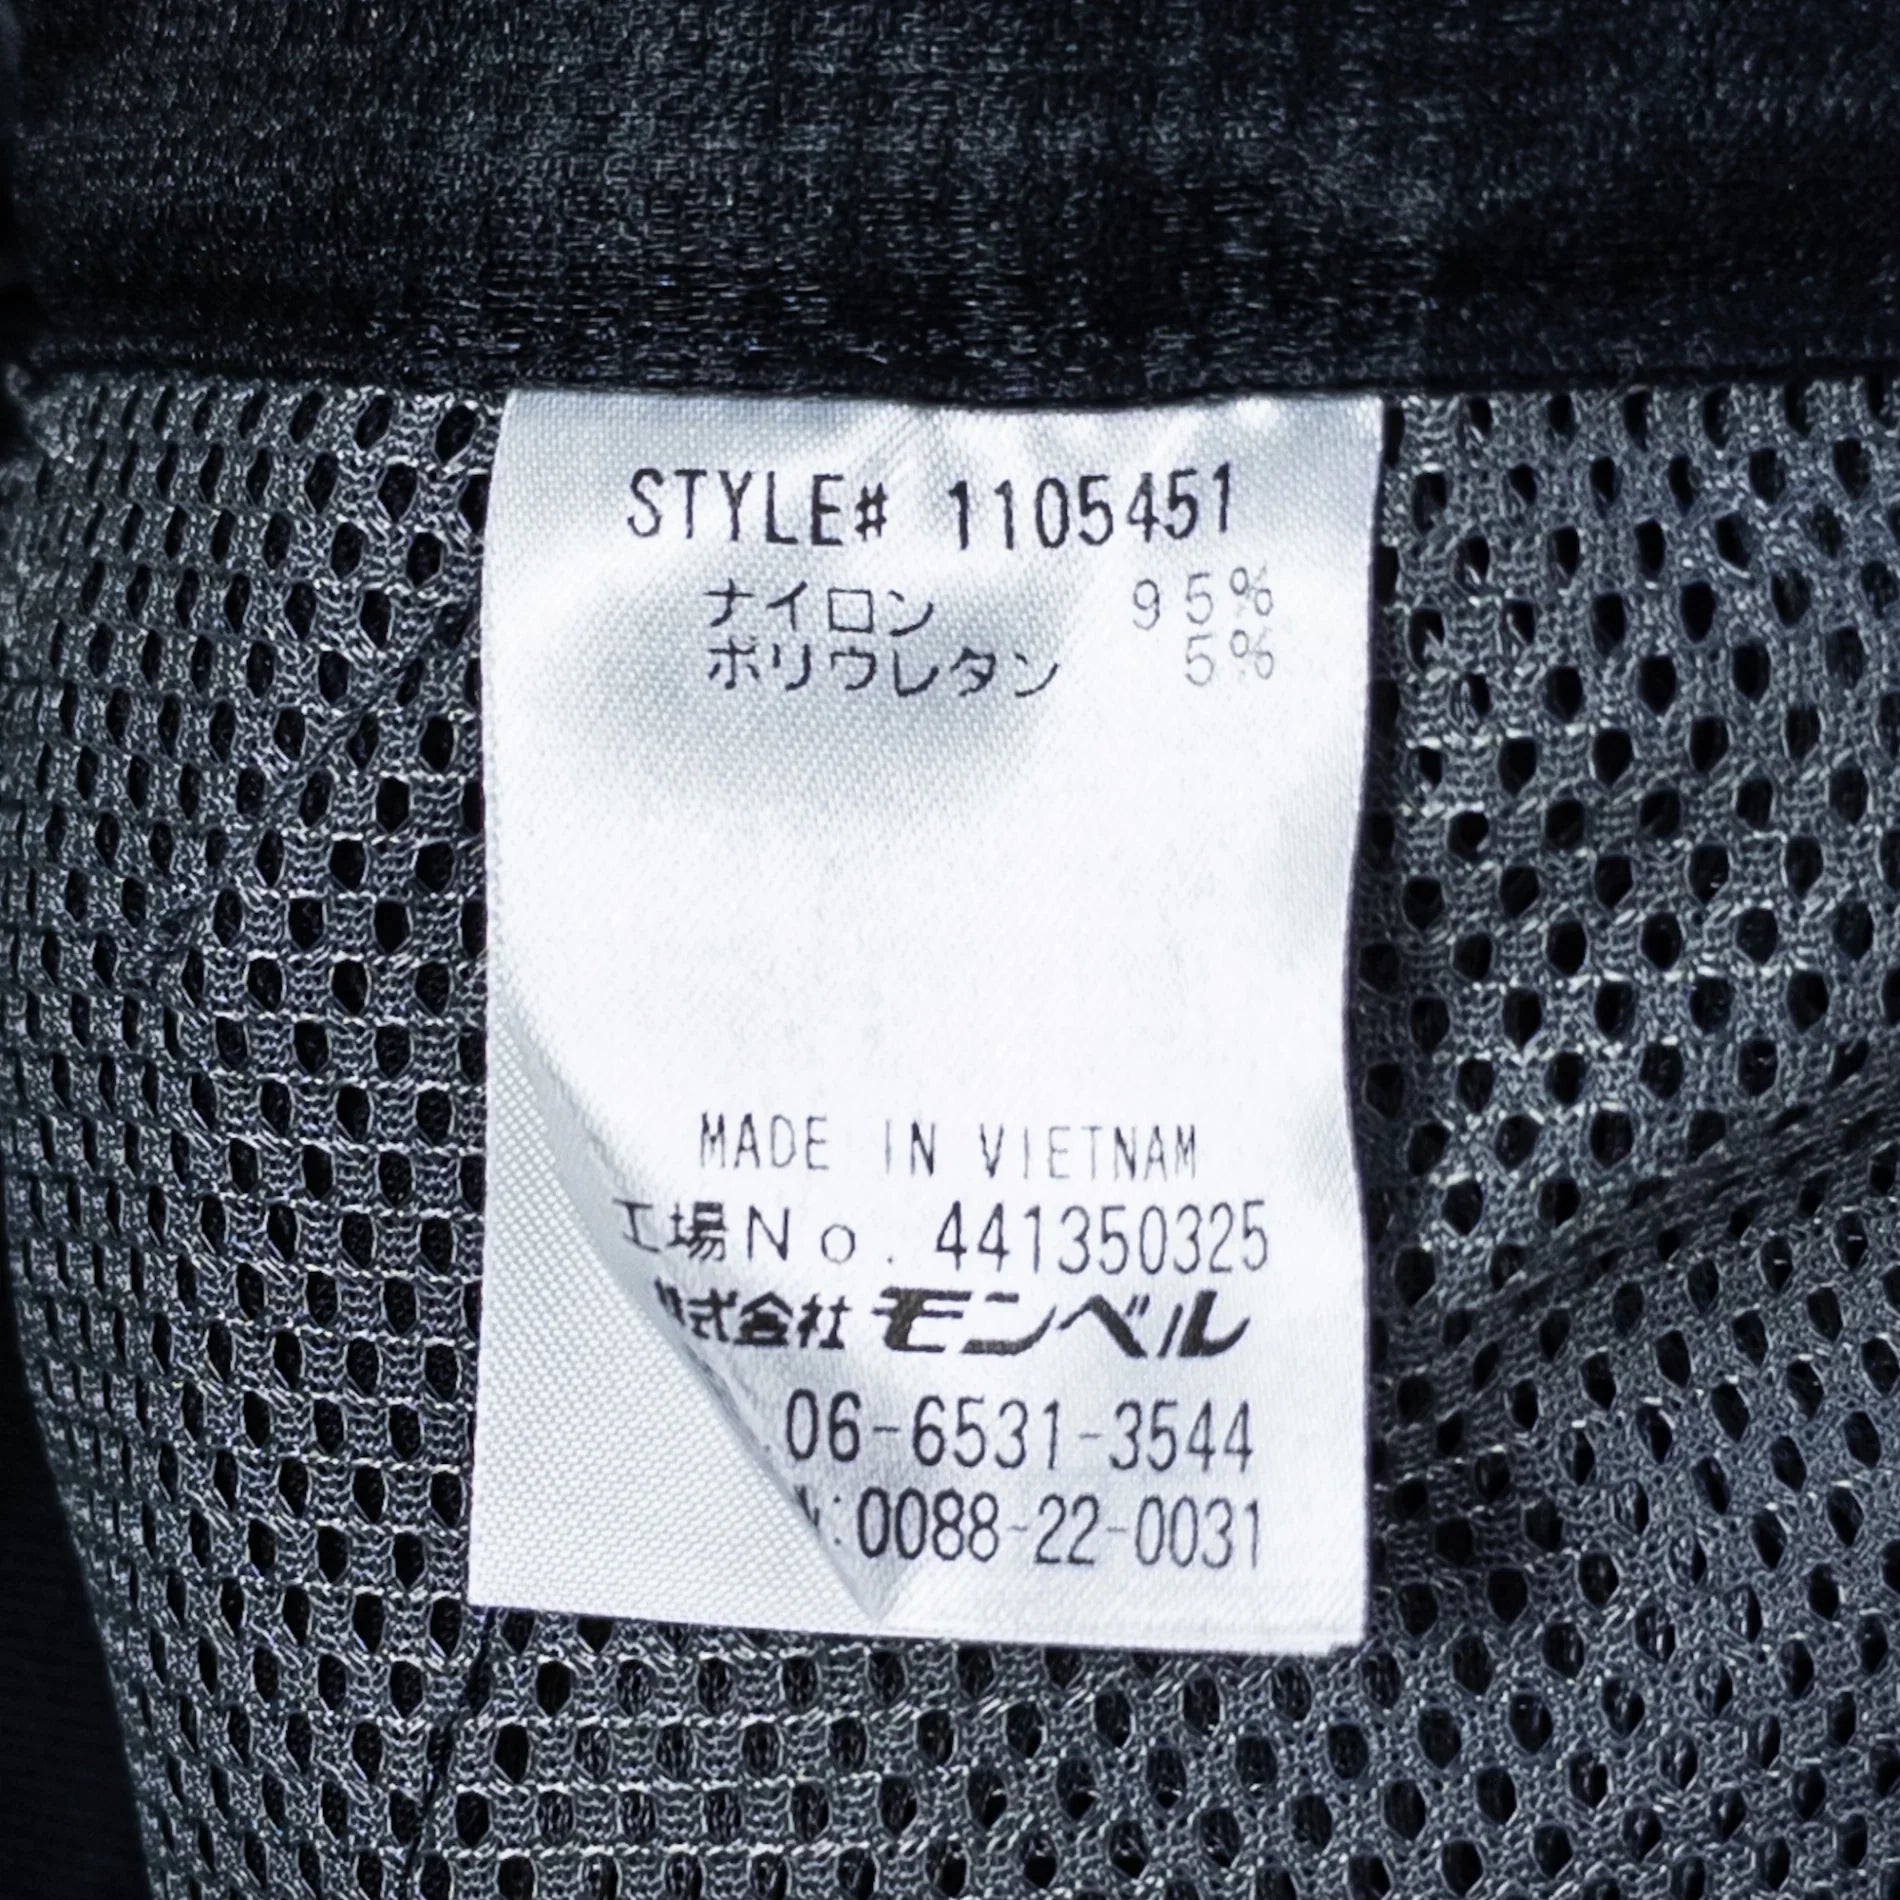 STYLE# 1105451
ナイロン 95%
ポリウレタン 5%
MADE IN VIETNAM
工場No. 441350325
株式会社 モンベル
06-6531-3544
:0088-22-0031